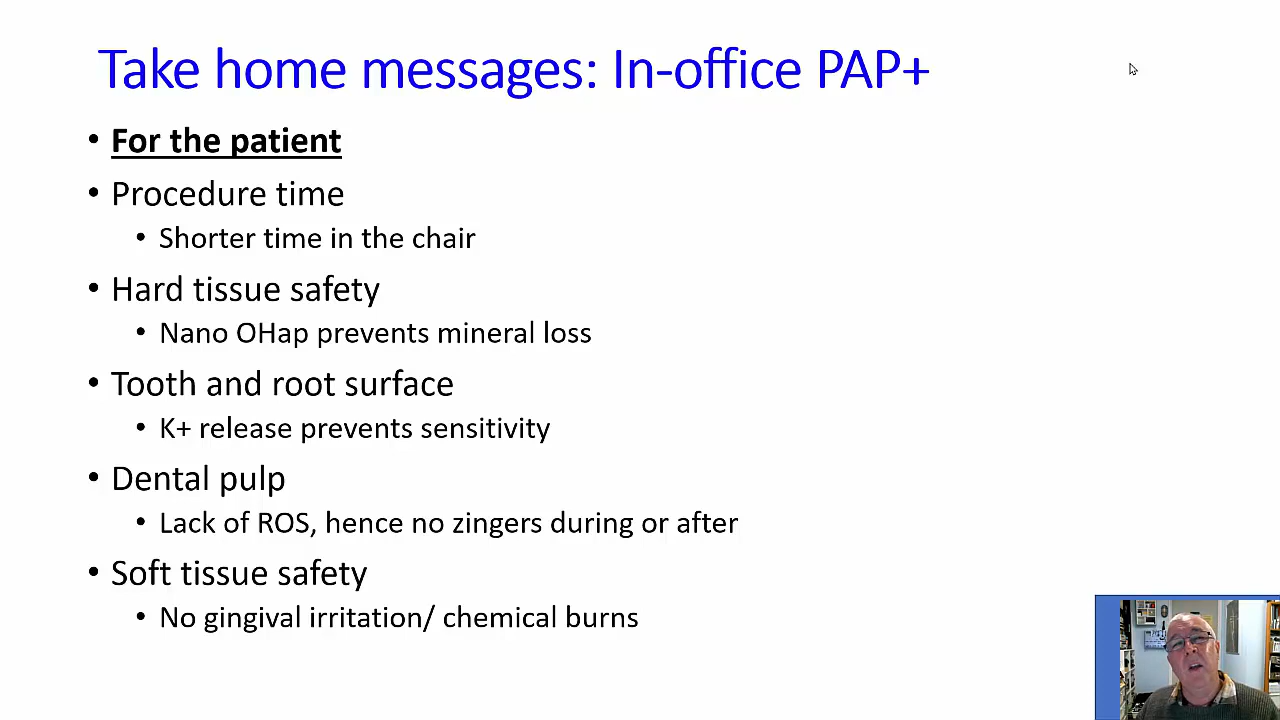 Take home messages: In-office PAP+
• For the patient
• Procedure time
• Shorter time in the chair
• Hard tissue safety
• Nano OHap prevents mineral loss
• Tooth and root surface
• K+ release prevents sensitivity
• Dental pulp
• Lack of ROS, hence no zingers during or after
• Soft tissue safety
• No gingival irritation/ chemical burns